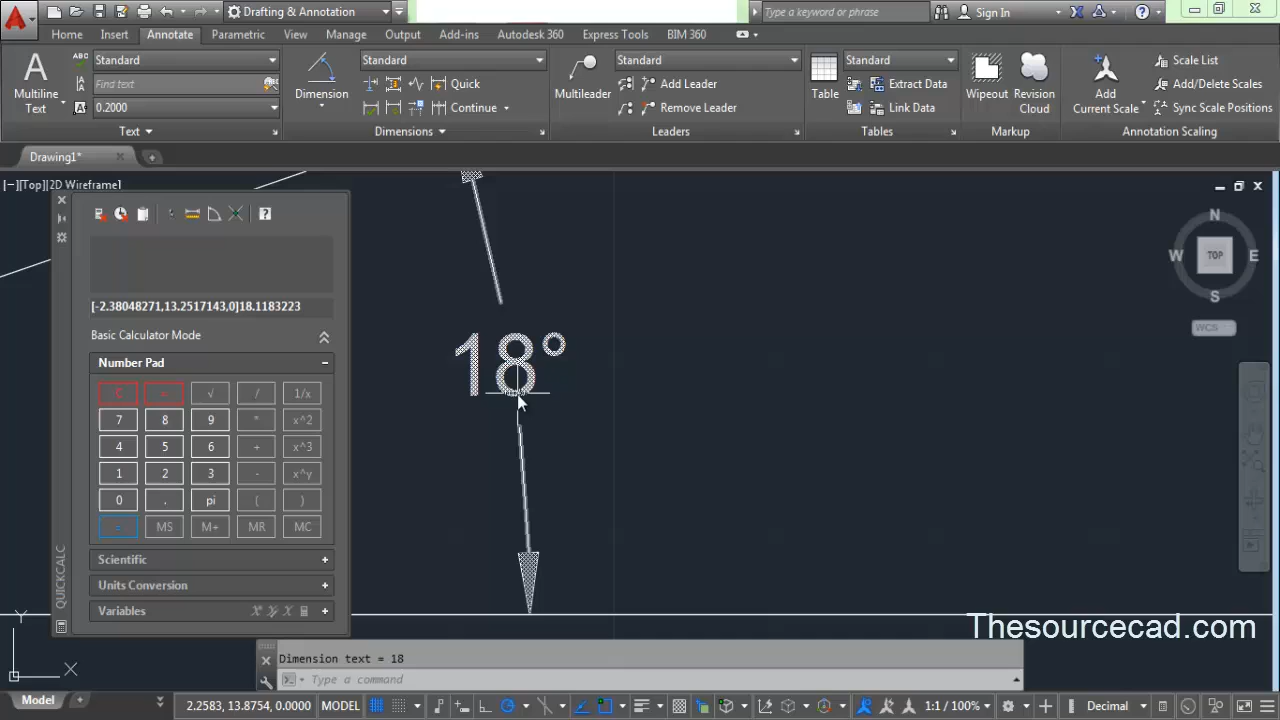 Drafting & Annotation
Type a keyword or phrase
Sign In
Home Insert Annotate Parametric View Manage Output Add-ins Autodesk 360 Express Tools BIM 360
Multiline Text
Standard
Find text
0.2000
Dimension
Standard
Quick
Continue
Multileader
Standard
Add Leader
Remove Leader
Table
Standard
Extract Data
Link Data
Wipeout
Revision Cloud
Add Current Scale
Scale List
Add/Delete Scales
Sync Scale Positions
Text Dimensions Leaders Tables Markup Annotation Scaling
Drawing1*
[−][Top][2D Wireframe]
N
W TOP E
S
WCS
[-2.38048271,13.2517143,0]18.1183223
Basic Calculator Mode
Number Pad
C = √ / 1/x
7 8 9 * x^2
4 5 6 + x^3
1 2 3 - x^y
0 . pi ( )
= MS M+ MR MC
Scientific
Units Conversion
Variables
QUICKCALC
18°
Thesourcecad.com
Dimension text = 18
Type a command
Model
2.2583, 13.8754, 0.0000 MODEL
1:1 / 100%
Decimal